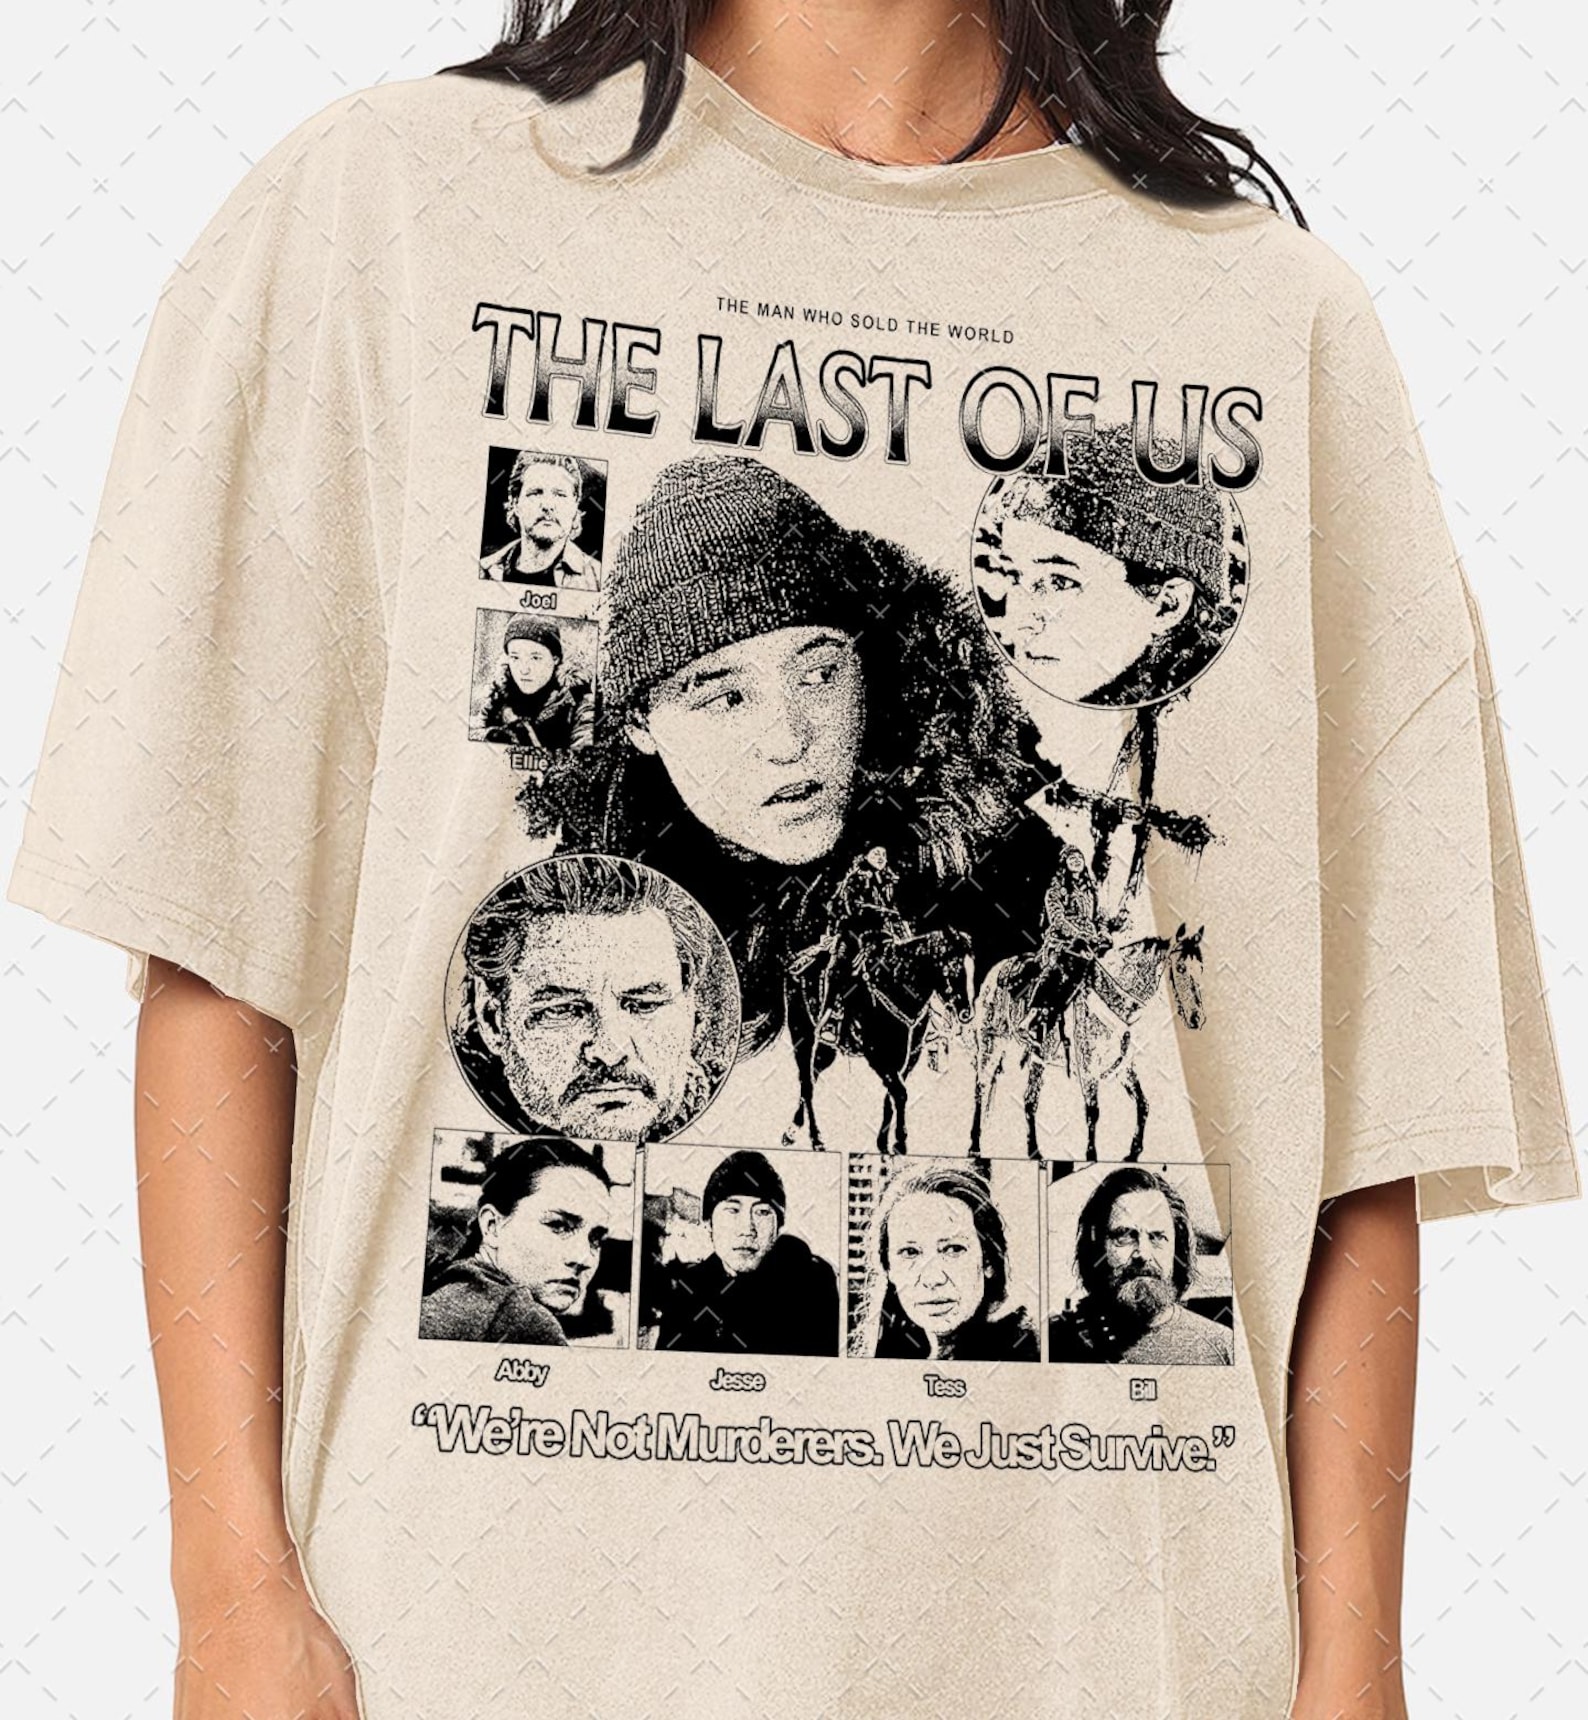 THE MAN WHO SOLD THE WORLD
THE LAST OF US
Joel
Ellie
Abby
Jesse
Tess
Bill
“We’re Not Murderers. We Just Survive.”